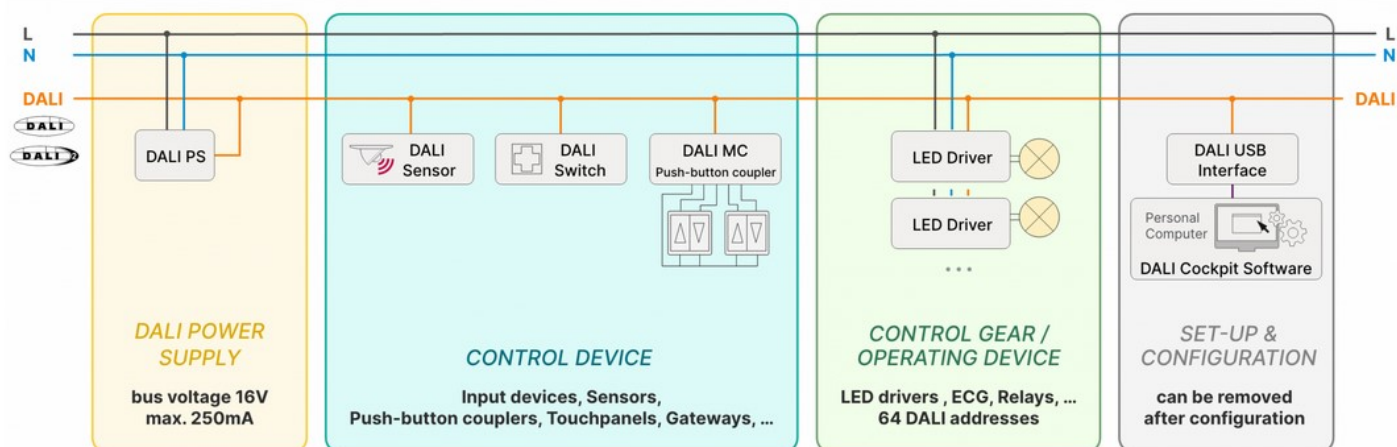 L
N
DALI
DALI
DALI 2
DALI PS
DALI
Sensor
DALI
Switch
DALI MC
Push-button coupler
LED Driver
LED Driver
...
DALI USB
Interface
Personal
Computer
DALI Cockpit Software
L
N
DALI
DALI POWER
SUPPLY
bus voltage 16V
max. 250mA
CONTROL DEVICE
Input devices, Sensors,
Push-button couplers, Touchpanels, Gateways, ...
CONTROL GEAR /
OPERATING DEVICE
LED drivers , ECG, Relays, ...
64 DALI addresses
SET-UP &
CONFIGURATION
can be removed
after configuration